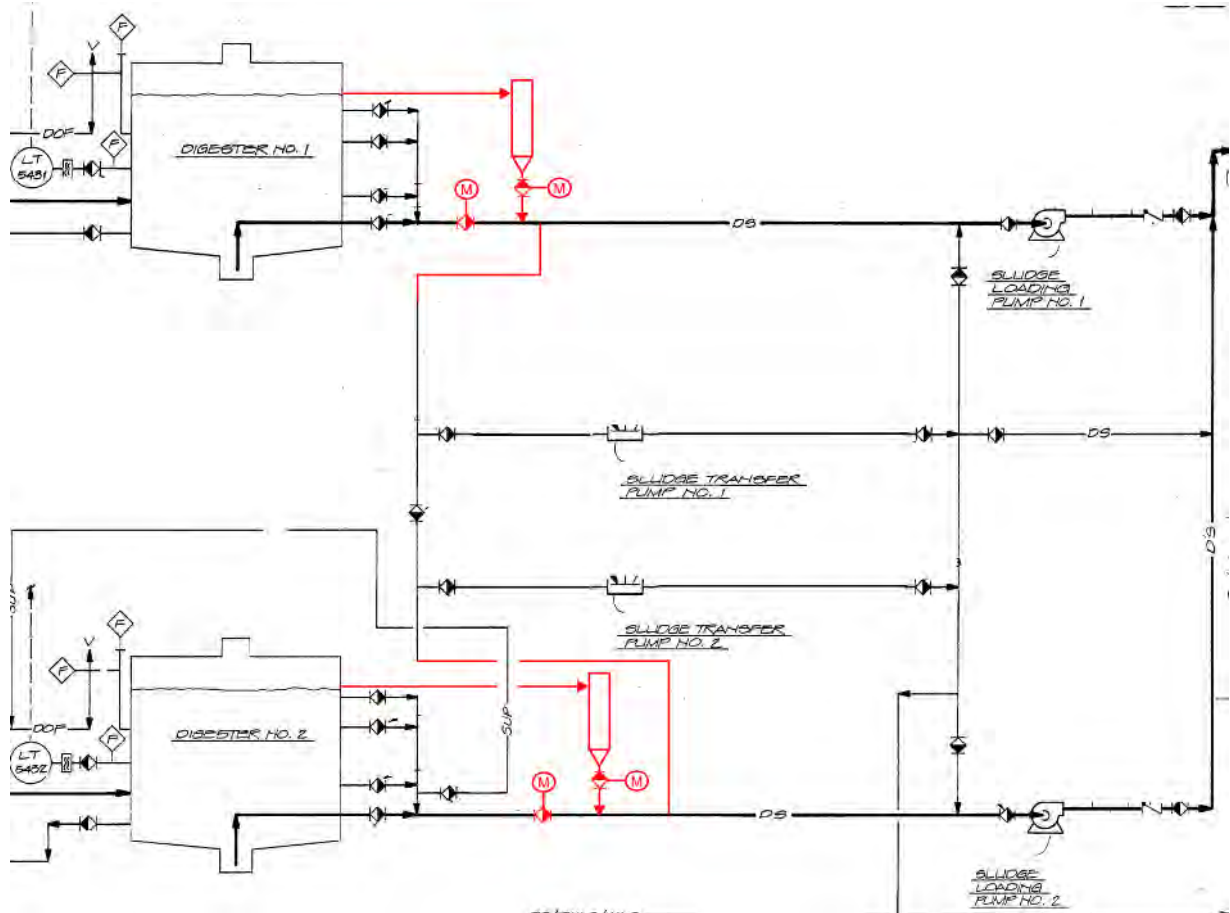 F
V
F
DOF
F
DIGESTER NO. 1
LT
5431
M
M
DS
SLUDGE
LOADING
PUMP NO. 1
DS
SLUDGE TRANSFER
PUMP NO. 1
DS
SLUDGE TRANSFER
PUMP NO. 2
F
V
F
SUP
DOF
F
DIGESTER NO. 2
LT
5432
M
M
DS
SLUDGE
LOADING
PUMP NO. 2